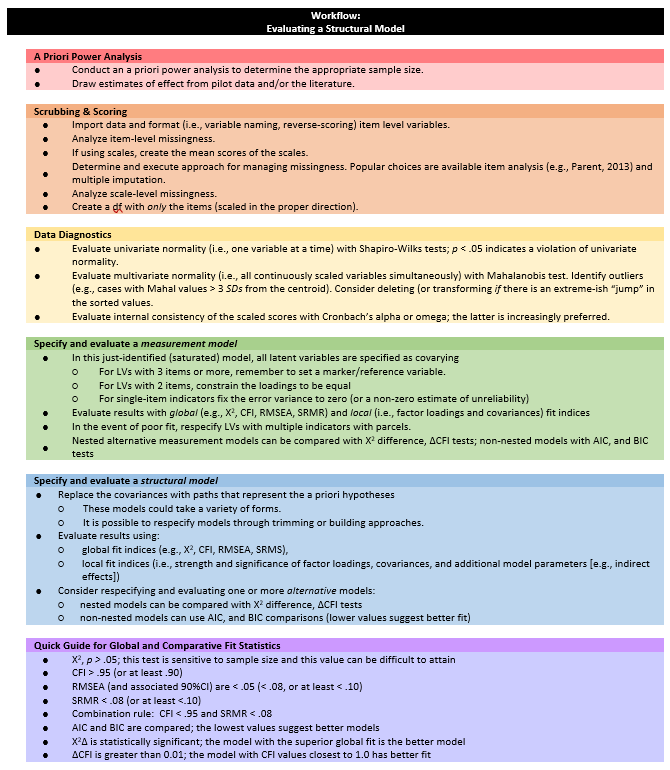 Workflow:
Evaluating a Structural Model
A Priori Power Analysis
● Conduct an a priori power analysis to determine the appropriate sample size.
● Draw estimates of effect from pilot data and/or the literature.
Scrubbing & Scoring
● Import data and format (i.e., variable naming, reverse-scoring) item level variables.
● Analyze item-level missingness.
● If using scales, create the mean scores of the scales.
● Determine and execute approach for managing missingness. Popular choices are available item analysis (e.g., Parent, 2013) and
multiple imputation.
● Analyze scale-level missingness.
● Create a df with only the items (scaled in the proper direction).
Data Diagnostics
● Evaluate univariate normality (i.e., one variable at a time) with Shapiro-Wilks tests; p < .05 indicates a violation of univariate
normality.
● Evaluate multivariate normality (i.e., all continuously scaled variables simultaneously) with Mahalanobis test. Identify outliers
(e.g., cases with Mahal values > 3 SDs from the centroid). Consider deleting (or transforming if there is an extreme-ish "jump" in
the sorted values.
● Evaluate internal consistency of the scaled scores with Cronbach's alpha or omega; the latter is increasingly preferred.
Specify and evaluate a measurement model
● In this just-identified (saturated) model, all latent variables are specified as covarying
○ For LVs with 3 items or more, remember to set a marker/reference variable.
○ For LVs with 2 items, constrain the loadings to be equal
○ For single-item indicators fix the error variance to zero (or a non-zero estimate of unreliability)
● Evaluate results with global (e.g., X², CFI, RMSEA, SRMR) and local (i.e., factor loadings and covariances) fit indices
● In the event of poor fit, respecify LVs with multiple indicators with parcels.
● Nested alternative measurement models can be compared with X² difference, ΔCFI tests; non-nested models with AIC, and BIC
tests
Specify and evaluate a structural model
● Replace the covariances with paths that represent the a priori hypotheses
○ These models could take a variety of forms.
○ It is possible to respecify models through trimming or building approaches.
● Evaluate results using:
○ global fit indices (e.g., X², CFI, RMSEA, SRMS),
○ local fit indices (i.e., strength and significance of factor loadings, covariances, and additional model parameters [e.g., indirect
effects])
● Consider respecifying and evaluating one or more alternative models:
○ nested models can be compared with X² difference, ΔCFI tests
○ non-nested models can use AIC, and BIC comparisons (lower values suggest better fit)
Quick Guide for Global and Comparative Fit Statistics
● X², p > .05; this test is sensitive to sample size and this value can be difficult to attain
● CFI > .95 (or at least .90)
● RMSEA (and associated 90%CI) are < .05 (< .08, or at least < .10)
● SRMR < .08 (or at least <.10)
● Combination rule: CFI < .95 and SRMR < .08
● AIC and BIC are compared; the lowest values suggest better models
● X²Δ is statistically significant; the model with the superior global fit is the better model
● ΔCFI is greater than 0.01; the model with CFI values closest to 1.0 has better fit